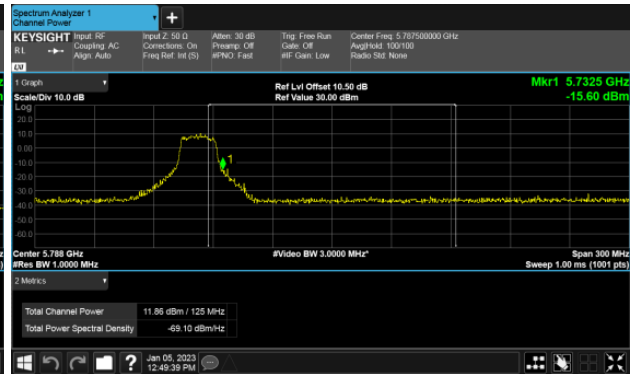 Spectrum Analyzer 1
Channel Power
+
KEYSIGHT Input: RF Input Z: 50 Ω Atten: 30 dB Trig: Free Run Center Freq: 5.787500000 GHz
RL Coupling: AC Corrections: On Preamp: Off Gate: Off Avg|Hold: 100/100
Align: Auto Freq Ref: Int (S) #PNO: Fast #IF Gain: Low Radio Std: None
LXI
1 Graph Ref Lvl Offset 10.50 dB Mkr1 5.7325 GHz
Scale/Div 10.0 dB Ref Value 30.00 dBm -15.60 dBm
Log
20.0
10.0
0.00
-10.0
-20.0
-30.0
-40.0
-50.0
-60.0
1
Center 5.788 GHz #Video BW 3.0000 MHz* Span 300 MHz
#Res BW 1.0000 MHz Sweep 1.00 ms (1001 pts)
2 Metrics
Total Channel Power 11.86 dBm / 125 MHz
Total Power Spectral Density -69.10 dBm/Hz
? Jan 05, 2023
12:49:39 PM